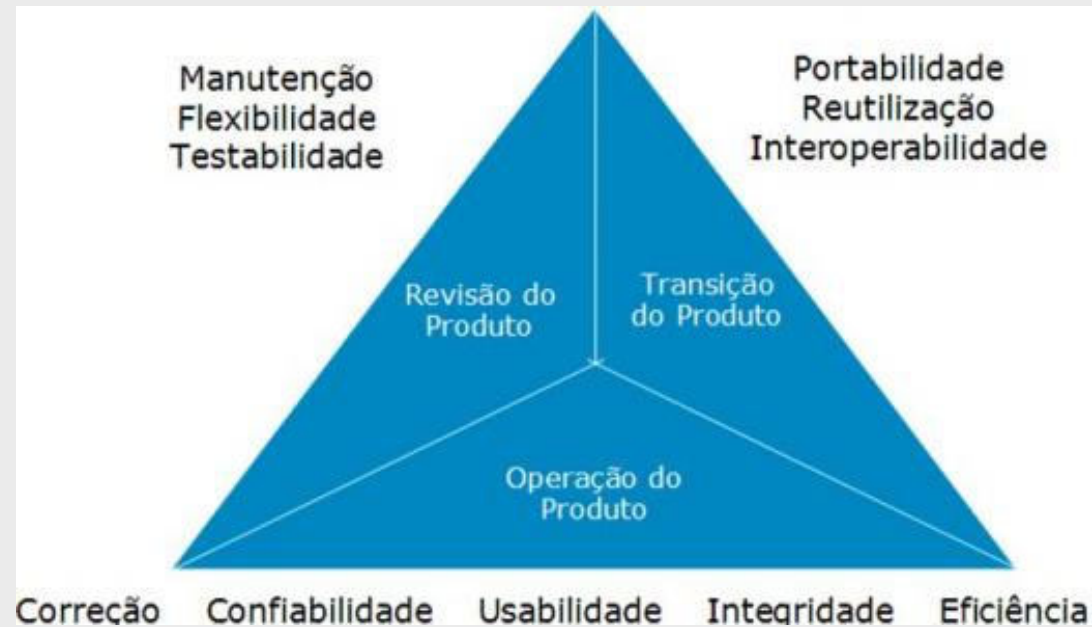 Manutenção
Flexibilidade
Testabilidade
Portabilidade
Reutilização
Interoperabilidade
Revisão do
Produto
Transição
do Produto
Operação do
Produto
Correção Confiabilidade Usabilidade Integridade Eficiência